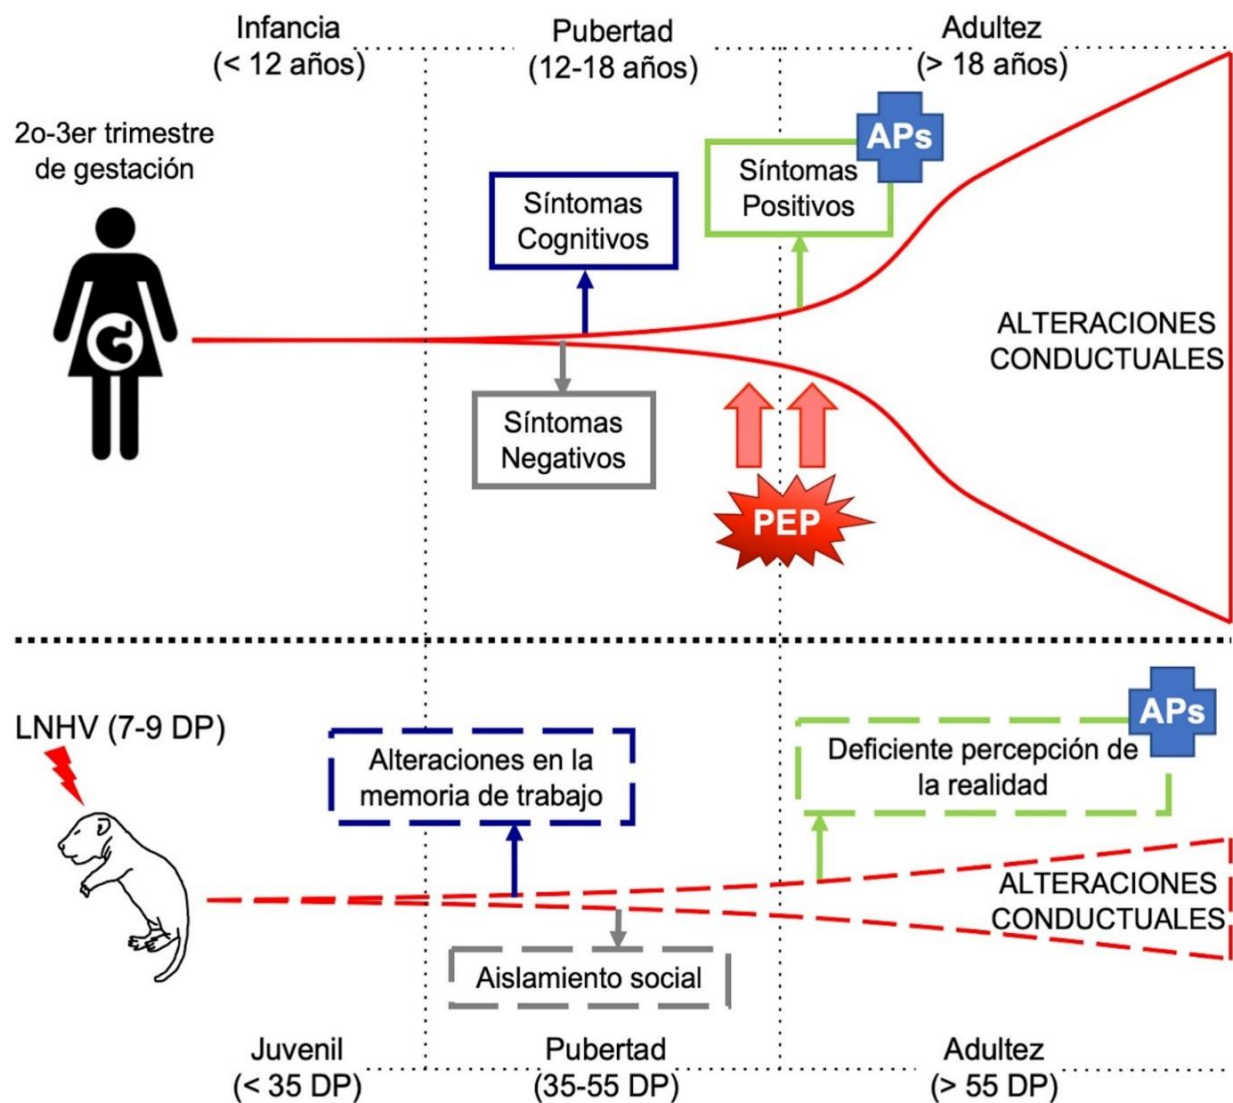 Infancia
(< 12 años)
Pubertad
(12-18 años)
Adultez
(> 18 años)
2o-3er trimestre
de gestación
APs
Síntomas
Positivos
Síntomas
Cognitivos
ALTERACIONES
CONDUCTUALES
Síntomas
Negativos
PEP
LNHV (7-9 DP)
APs
Alteraciones en la
memoria de trabajo
Deficiente percepción de
la realidad
ALTERACIONES
CONDUCTUALES
Aislamiento social
Juvenil
(< 35 DP)
Pubertad
(35-55 DP)
Adultez
(> 55 DP)